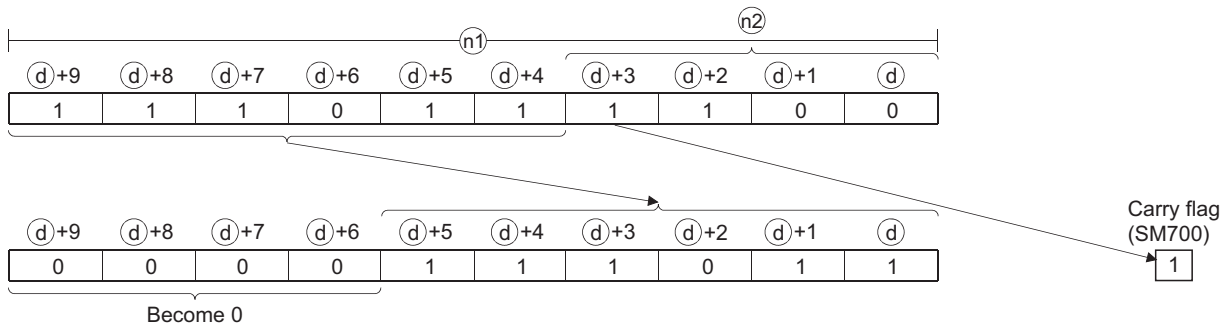 n2
n1
d+9 d+8 d+7 d+6 d+5 d+4 d+3 d+2 d+1 d
1 1 1 0 1 1 1 1 0 0
Carry flag
(SM700)
d+9 d+8 d+7 d+6 d+5 d+4 d+3 d+2 d+1 d
0 0 0 0 1 1 1 0 1 1 1
Become 0